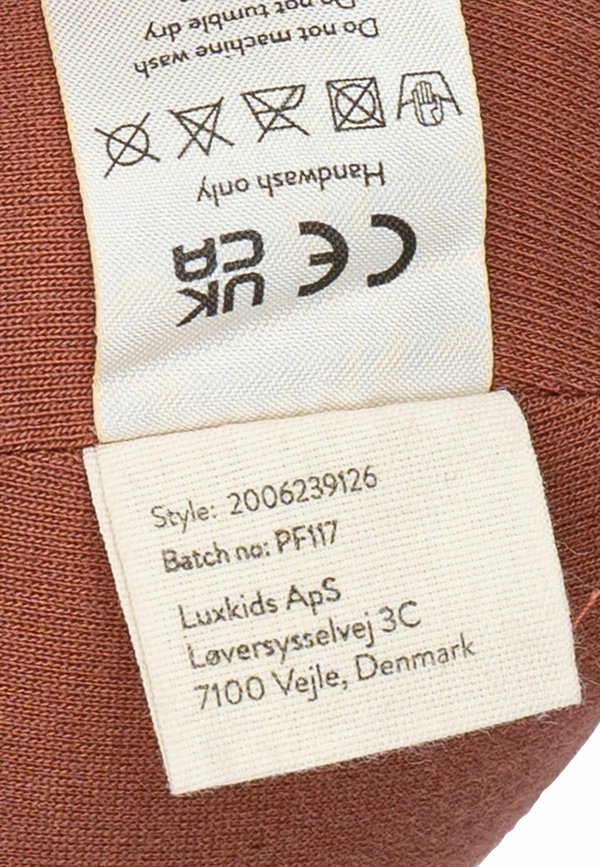 Do not tumble dry
Do not machine wash
Handwash only
UK
CA
CE
Style: 2006239126
Batch no: PF117
Luxkids ApS
Løversysselvej 3C
7100 Vejle, Denmark